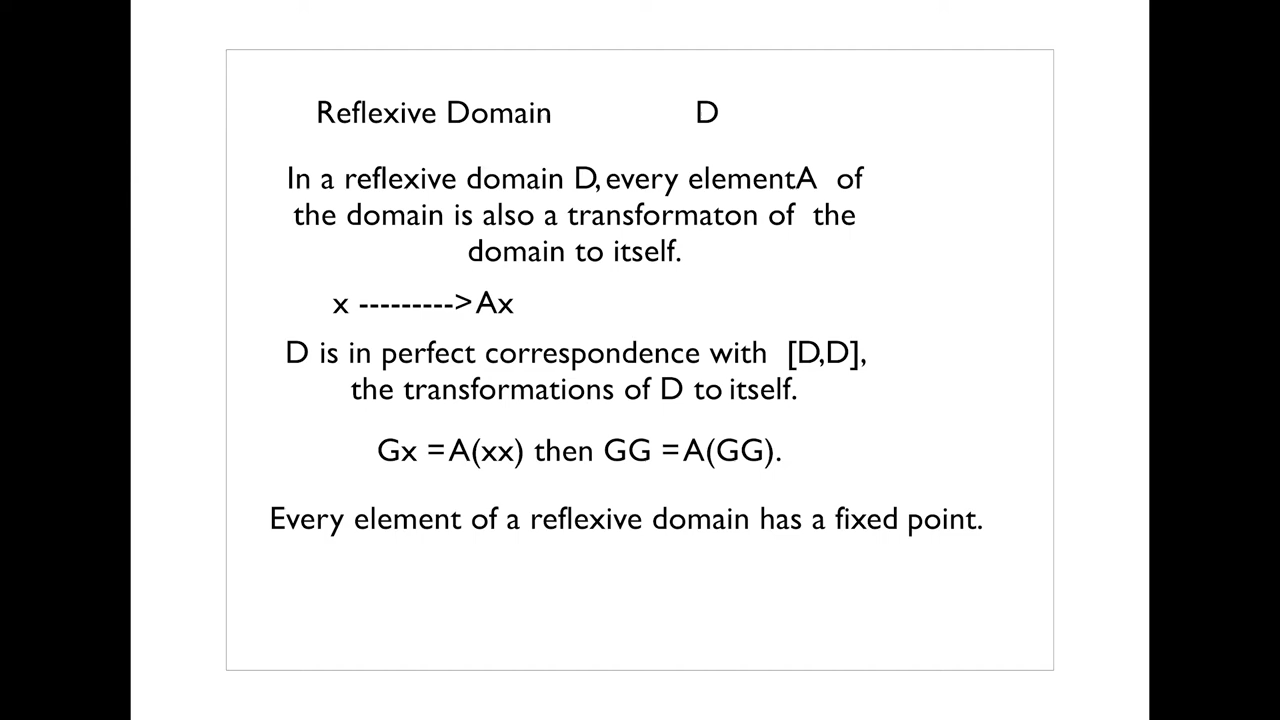 Reflexive Domain D
In a reflexive domain D, every element A of
the domain is also a transformaton of the
domain to itself.
x ---------> Ax
D is in perfect correspondence with [D,D],
the transformations of D to itself.
Gx = A(xx) then GG = A(GG).
Every element of a reflexive domain has a fixed point.